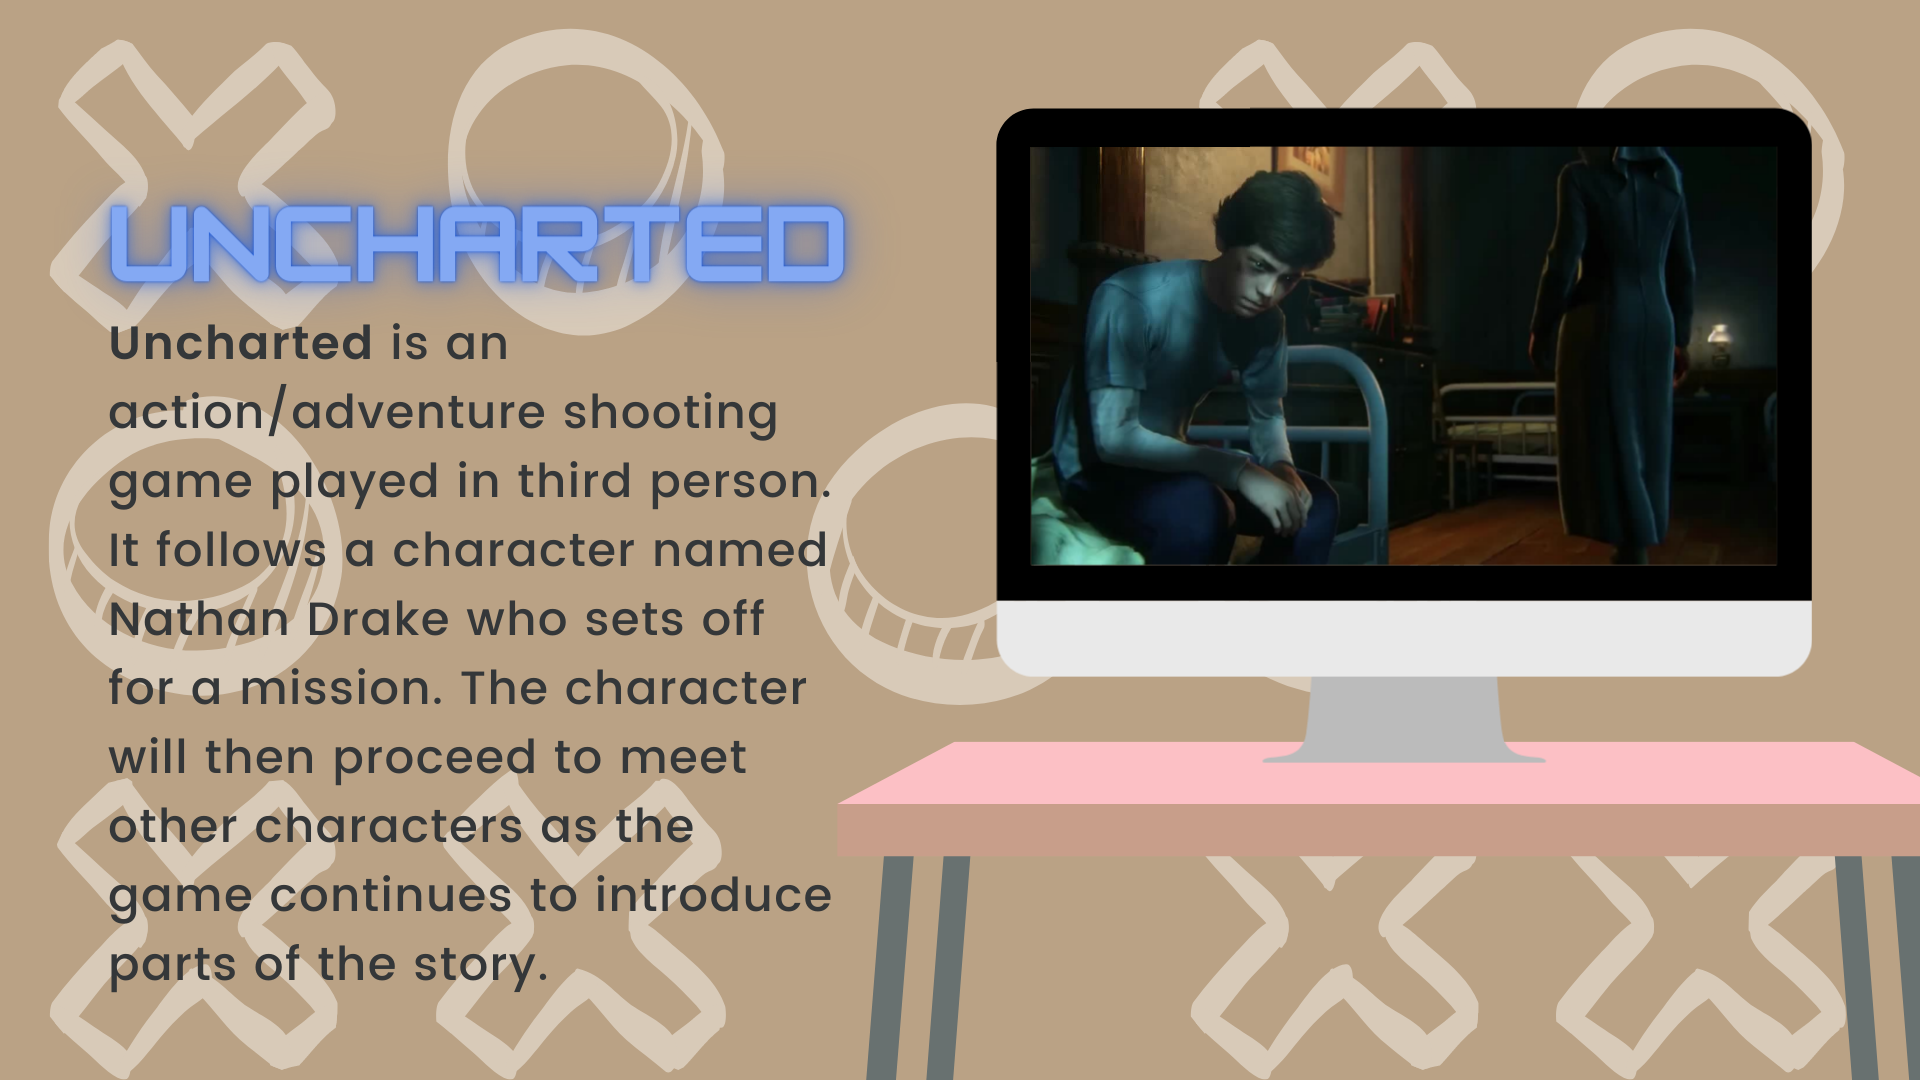 UNCHARTED
Uncharted is an
action/adventure shooting
game played in third person.
It follows a character named
Nathan Drake who sets off
for a mission. The character
will then proceed to meet
other characters as the
game continues to introduce
parts of the story.